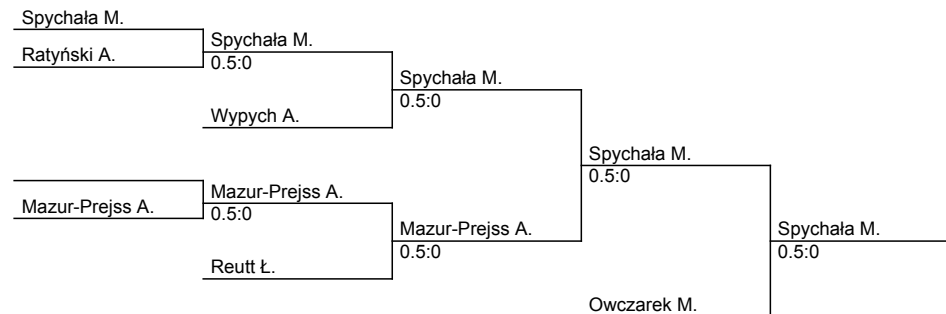 Spychała M.
Ratyński A.
Spychała M.
0.5:0
Wypych A.
Spychała M.
0.5:0
Mazur-Prejss A.
Mazur-Prejss A.
0.5:0
Reutt Ł.
Mazur-Prejss A.
0.5:0
Spychała M.
0.5:0
Owczarek M.
Spychała M.
0.5:0